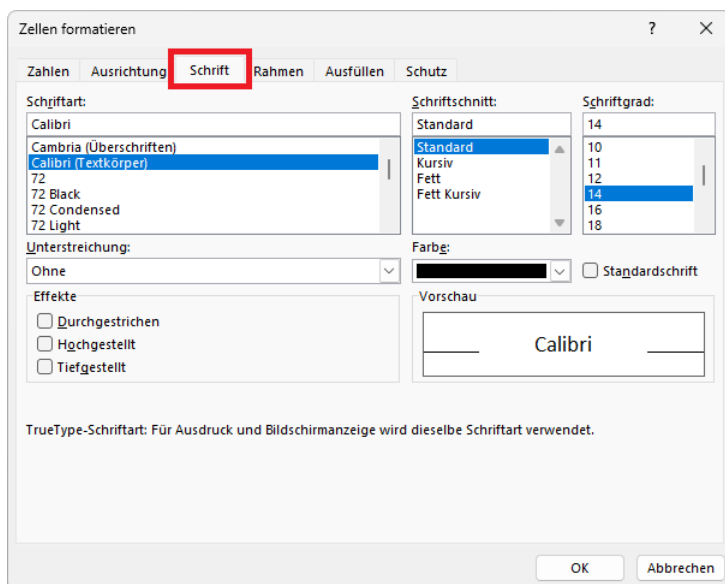 Zellen formatieren ?
Zahlen Ausrichtung Schrift Rahmen Ausfüllen Schutz
Schriftart: Schriftschnitt: Schriftgrad:
Calibri Standard 14
Cambria (Überschriften) Standard 10
Calibri (Textkörper) Kursiv 11
72 Fett 12
72 Black Fett Kursiv 14
72 Condensed 16
72 Light 18
Unterstreichung: Farbe:
Ohne Standardschrift
Effekte Vorschau
Durchgestrichen
Hochgestellt Calibri
Tiefgestellt
TrueType-Schriftart: Für Ausdruck und Bildschirmanzeige wird dieselbe Schriftart verwendet.
OK Abbrechen